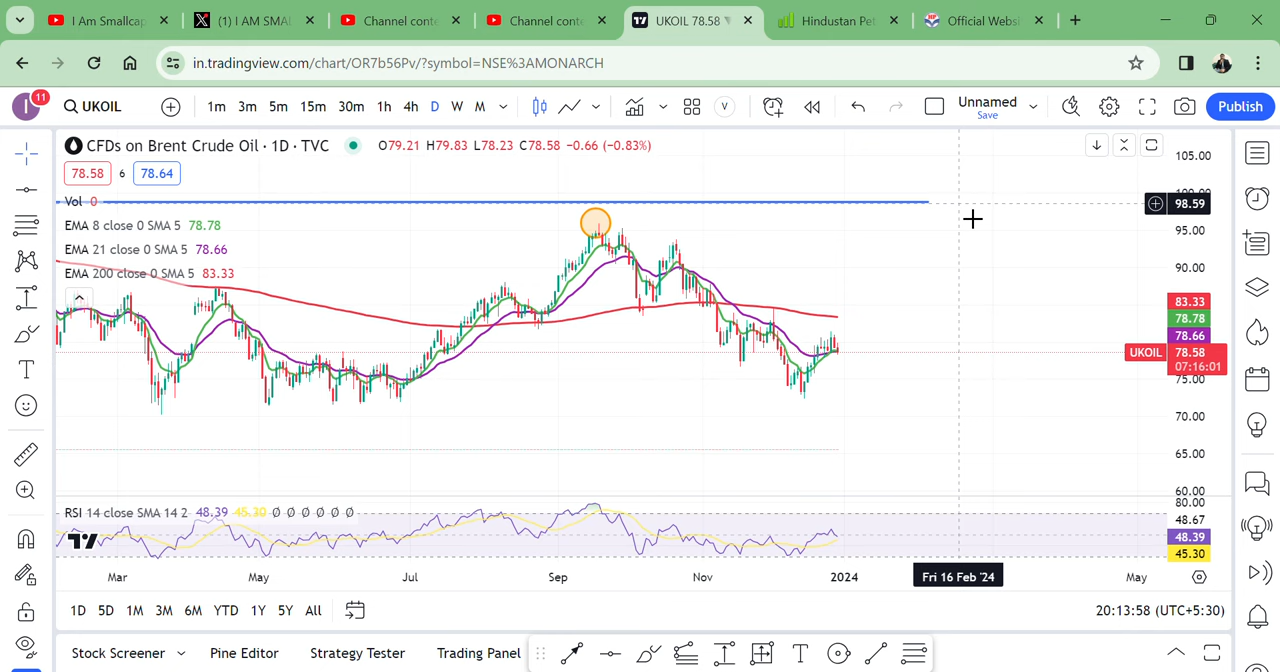 I Am Smallcap
(1) I AM SMAL
Channel conte
Channel conte
UKOIL 78.58
Hindustan Pet
Official Websi
in.tradingview.com/chart/OR7b56Pv/?symbol=NSE%3AMONARCH
I 11
UKOIL
1m 3m 5m 15m 30m 1h 4h D W M
V
Unnamed
Save
Publish
CFDs on Brent Crude Oil · 1D · TVC
O79.21 H79.83 L78.23 C78.58 −0.66 (−0.83%)
78.58 6 78.64
Vol 0
EMA 8 close 0 SMA 5 78.78
EMA 21 close 0 SMA 5 78.66
EMA 200 close 0 SMA 5 83.33
105.00
100.00
98.59
95.00
90.00
83.33
78.78
78.66
UKOIL 78.58
07:16:01
75.00
70.00
65.00
60.00
RSI 14 close SMA 14 2 48.39 45.30 ∅ ∅ ∅ ∅ ∅ ∅
80.00
48.67
48.39
45.30
Mar May Jul Sep Nov 2024 Fri 16 Feb '24 May
1D 5D 1M 3M 6M YTD 1Y 5Y All
20:13:58 (UTC+5:30)
Stock Screener Pine Editor Strategy Tester Trading Panel